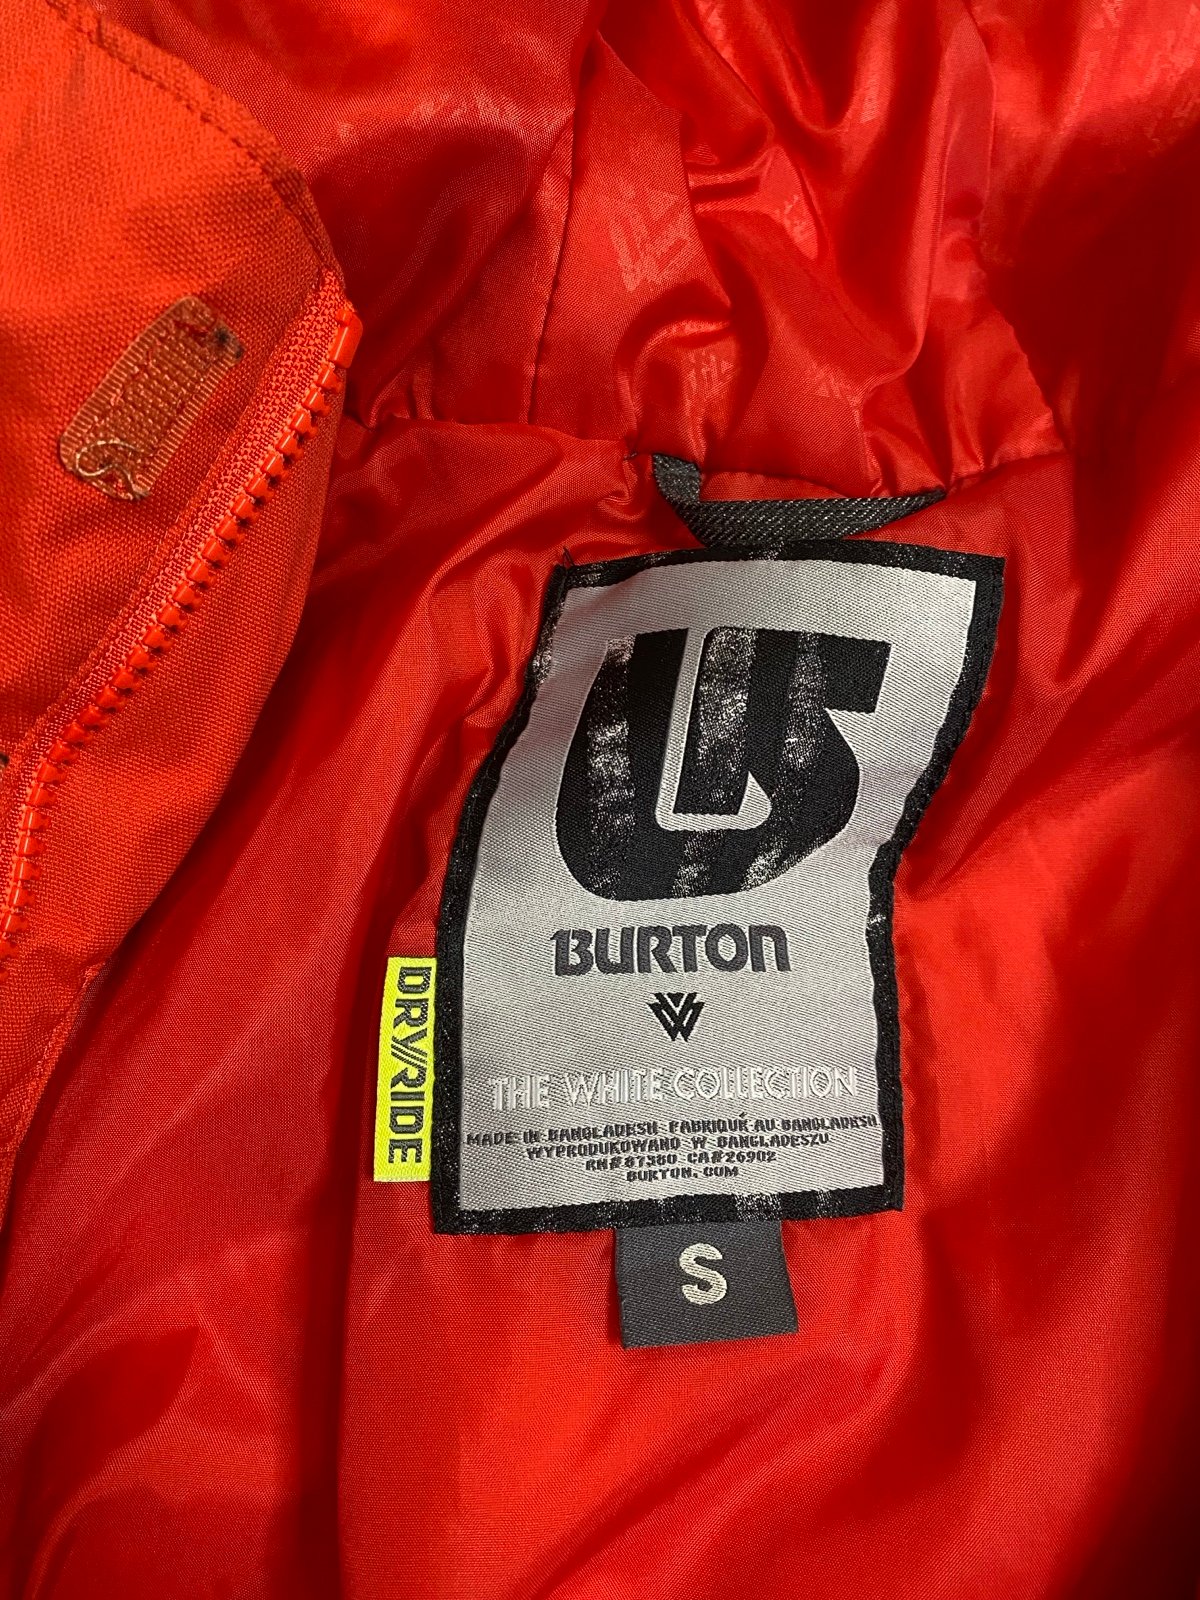 BURTON
THE WHITE COLLECTION
MADE IN BANGLADESH FABRIQUÉ AU BANGLADESH
WYPRODUKOWANO W BANGLADESZU
RN# 67380 CA#26902
BURTON.COM
DRY//RIDE
S